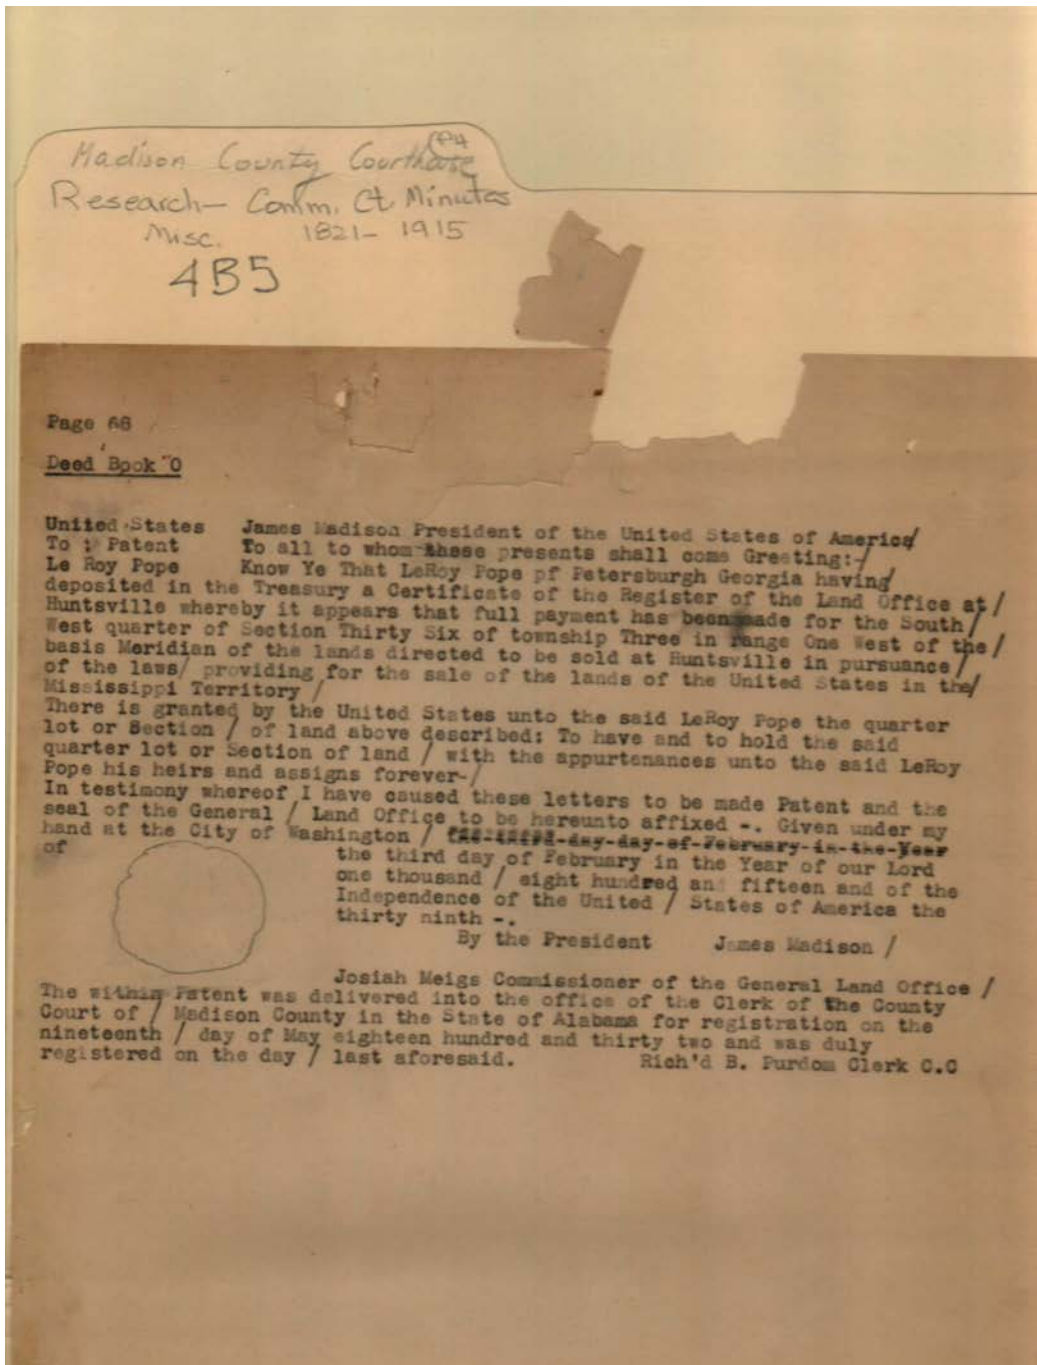 Madison County Courthouse
Research – Comm. Ct. Minutes
Misc. 1821 – 1915
4B5
Page 68
Deed Book O
United States James Madison President of the United States of America/
To : Patent To all to whom these presents shall come Greeting:-/
Le Roy Pope Know Ye That LeRoy Pope pf Petersburgh Georgia having/
deposited in the Treasury a Certificate of the Register of the Land Office at/
Huntsville whereby it appears that full payment has been made for the South/
West quarter of Section Thirty Six of township Three in range One West of the/
basis Meridian of the lands directed to be sold at Huntsville in pursuance/
of the laws/ providing for the sale of the lands of the United States in the/
Mississippi Territory /
There is granted by the United States unto the said LeRoy Pope the quarter
lot or Section / of land above described: To have and to hold the said
quarter lot or Section of land / with the appurtenances unto the said LeRoy
Pope his heirs and assigns forever-/
In testimony whereof I have caused these letters to be made Patent and the
seal of the General / Land Office to be hereunto affixed -. Given under my
hand at the City of Washington / the-third-day-day-of-February-in-the-Year
of the third day of February in the Year of our Lord
one thousand / eight hundred and fifteen and of the
Independence of the United / States of America the
thirty ninth -.
By the President James Madison /
Josiah Meigs Commissioner of the General Land Office /
The within Patent was delivered into the office of the Clerk of the County
Court of / Madison County in the State of Alabama for registration on the
nineteenth / day of May eighteen hundred and thirty two and was duly
registered on the day / last aforesaid. Rich'd B. Purdom Clerk C.C